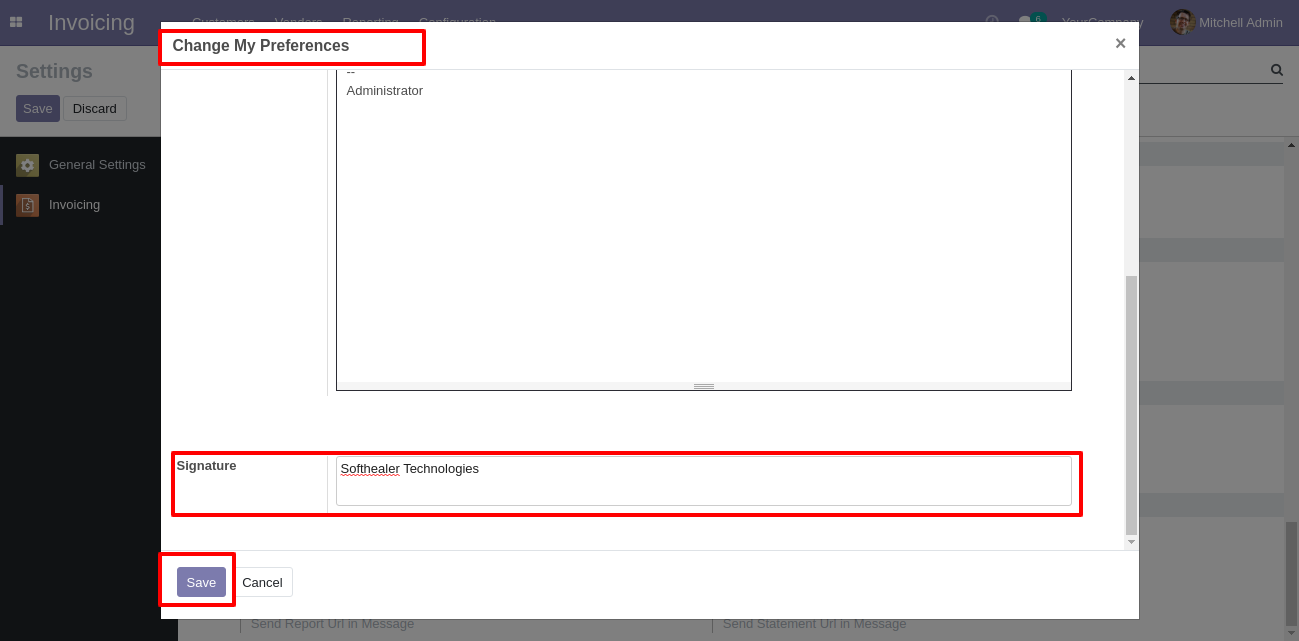 Invoicing
Customers Vendors Reporting Configuration
6
YourCompany
Mitchell Admin
Change My Preferences
×
Settings
Save
Discard
--
Administrator
General Settings
Invoicing
Signature
Softhealer Technologies
Save
Cancel
Send Report Url in Message
Send Statement Url in Message